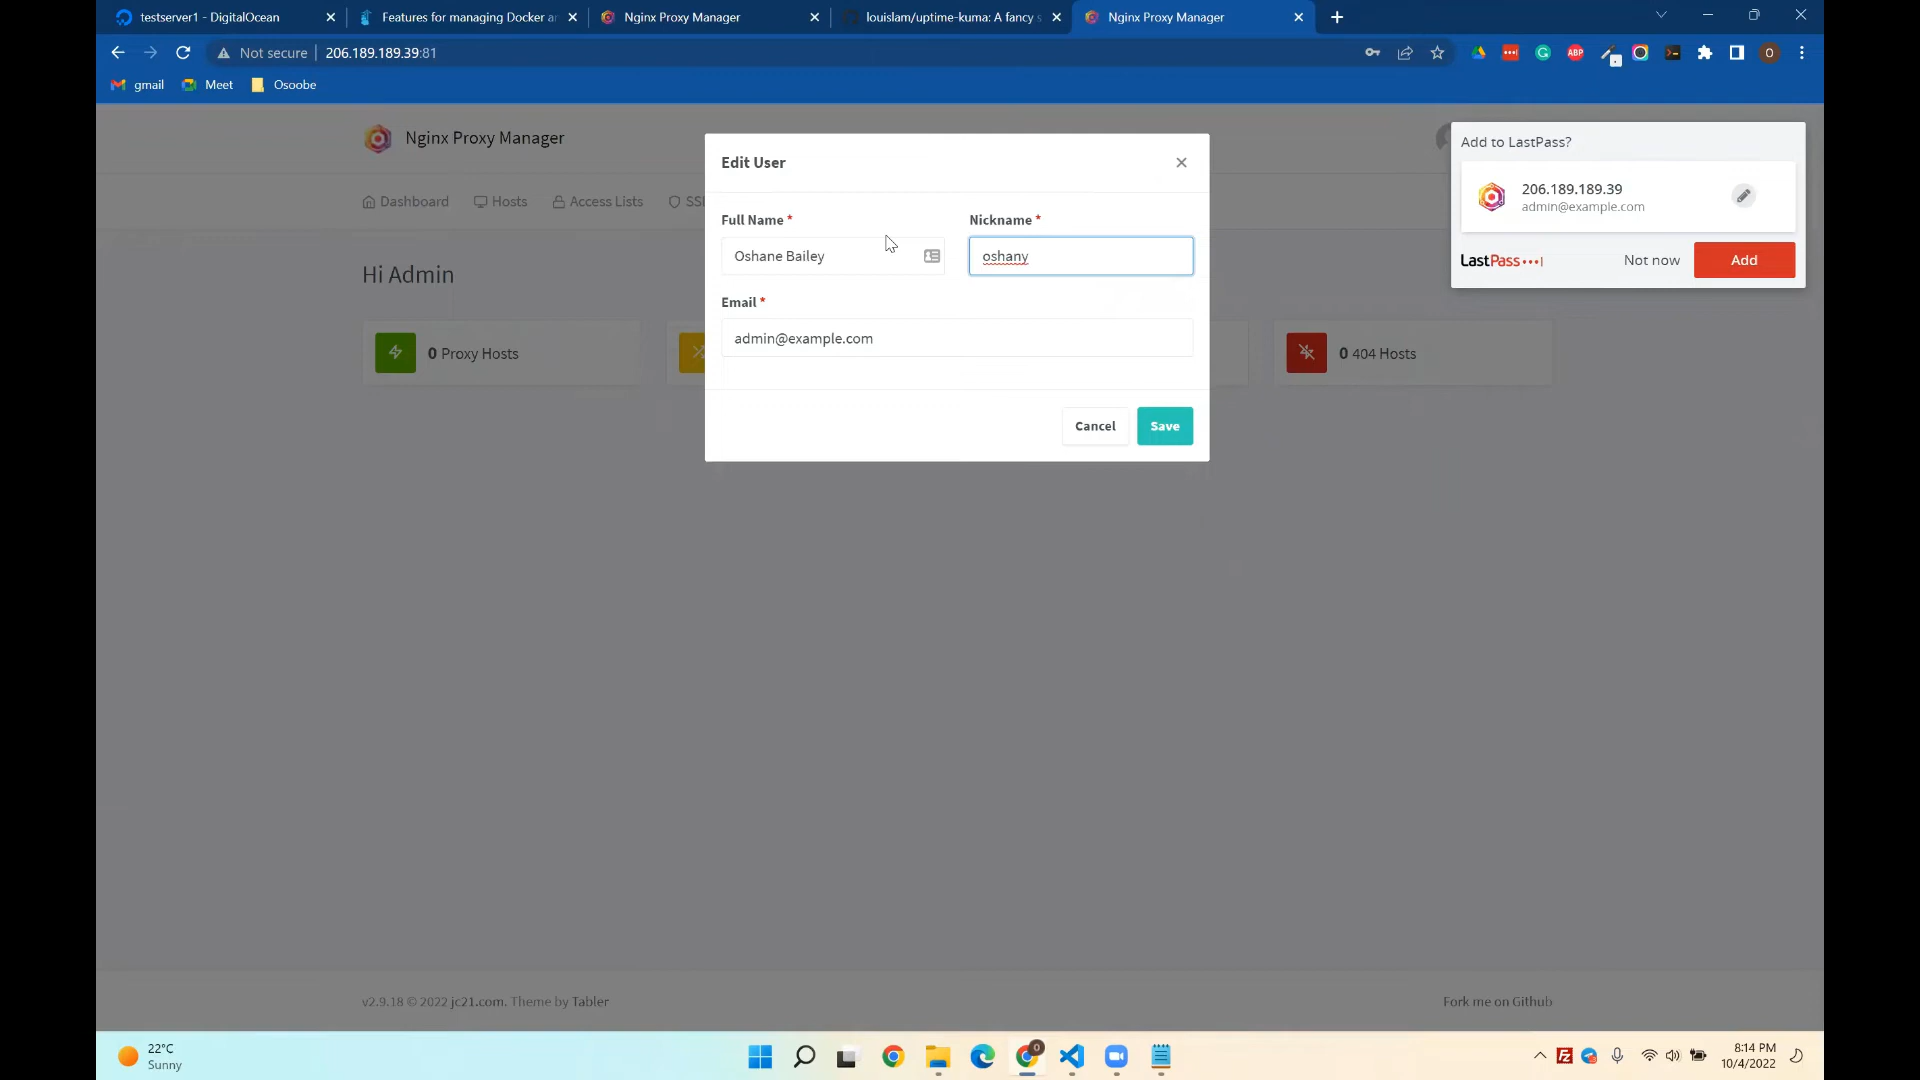 testserver1 - DigitalOcean
Features for managing Docker an
Nginx Proxy Manager
louislam/uptime-kuma: A fancy s
Nginx Proxy Manager
Not secure
206.189.189.39:81
gmail
Meet
Osoobe
Nginx Proxy Manager
Dashboard
Hosts
Access Lists
Hi Admin
0 Proxy Hosts
0 404 Hosts
Edit User
Full Name *
Nickname *
Oshane Bailey
oshany
Email *
admin@example.com
Cancel
Save
Add to LastPass?
206.189.189.39
admin@example.com
LastPass
Not now
Add
v2.9.18 © 2022 jc21.com. Theme by Tabler
Fork me on Github
22°C
Sunny
8:14 PM
10/4/2022